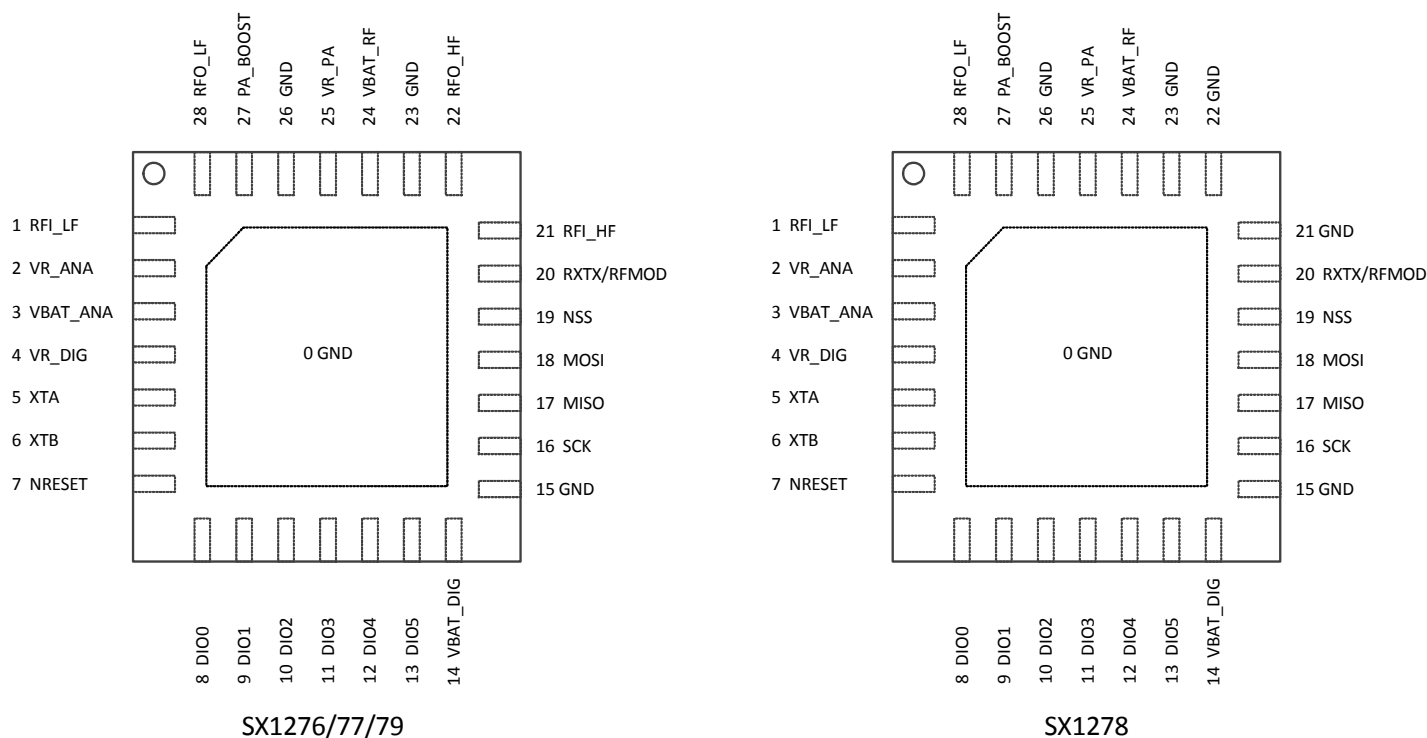 28 RFO_LF
27 PA_BOOST
26 GND
25 VR_PA
24 VBAT_RF
23 GND
22 RFO_HF
1 RFI_LF
2 VR_ANA
3 VBAT_ANA
4 VR_DIG
5 XTA
6 XTB
7 NRESET
0 GND
21 RFI_HF
20 RXTX/RFMOD
19 NSS
18 MOSI
17 MISO
16 SCK
15 GND
8 DIO0
9 DIO1
10 DIO2
11 DIO3
12 DIO4
13 DIO5
14 VBAT_DIG
SX1276/77/79
28 RFO_LF
27 PA_BOOST
26 GND
25 VR_PA
24 VBAT_RF
23 GND
22 GND
1 RFI_LF
2 VR_ANA
3 VBAT_ANA
4 VR_DIG
5 XTA
6 XTB
7 NRESET
0 GND
21 GND
20 RXTX/RFMOD
19 NSS
18 MOSI
17 MISO
16 SCK
15 GND
8 DIO0
9 DIO1
10 DIO2
11 DIO3
12 DIO4
13 DIO5
14 VBAT_DIG
SX1278